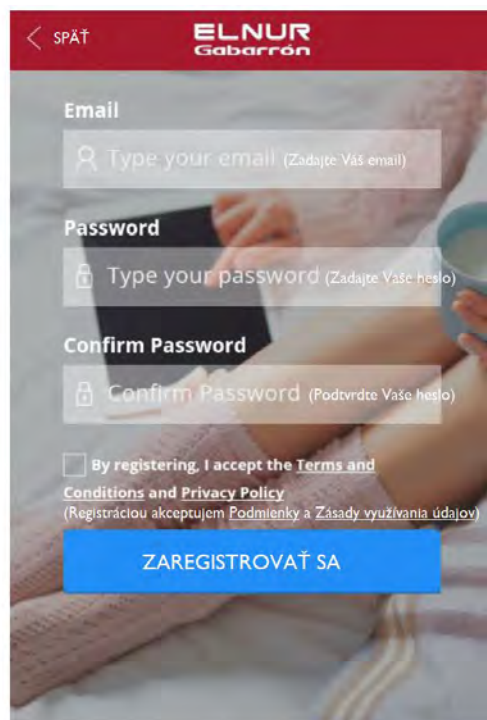 SPÄŤ
ELNUR
Gabarrón
Email
Type your email (Zadajte Váš email)
Password
Type your password (Zadajte Vaše heslo)
Confirm Password
Confirm Password (Podtvrdte Vaše heslo)
By registering, I accept the Terms and
Conditions and Privacy Policy
(Registráciou akceptujem Podmienky a Zásady využívania údajov)
ZAREGISTROVAŤ SA